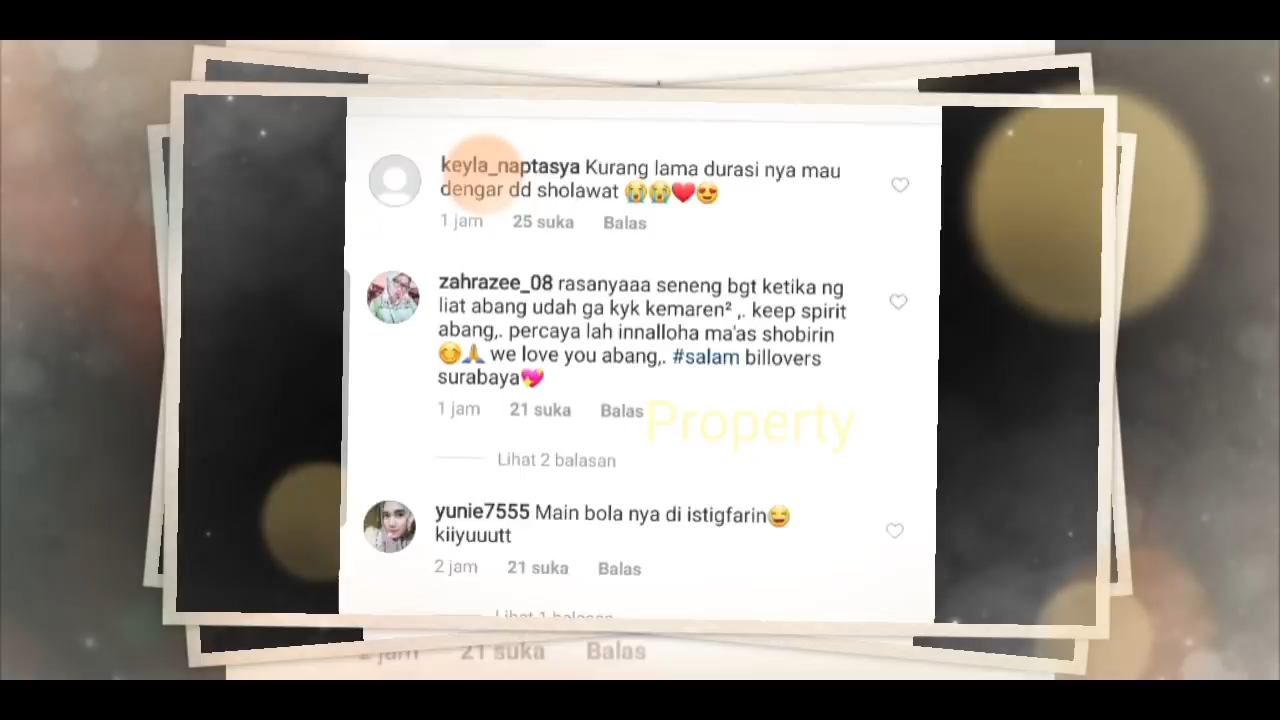 keyla_naptasya Kurang lama durasi nya mau
dengar dd sholawat 😭😭❤️😍
1 jam 25 suka Balas
zahrazee_08 rasanyaaa seneng bgt ketika ng
liat abang udah ga kyk kemaren² ,. keep spirit
abang,. percaya lah innalloha ma'as shobirin
😊🙏 we love you abang,. #salam billovers
surabaya💖
1 jam 21 suka Balas
Property
Lihat 2 balasan
yunie7555 Main bola nya di istigfarin😂
kiiyuuutt
2 jam 21 suka Balas
Lihat 1 balasan
2 jam 21 suka Balas